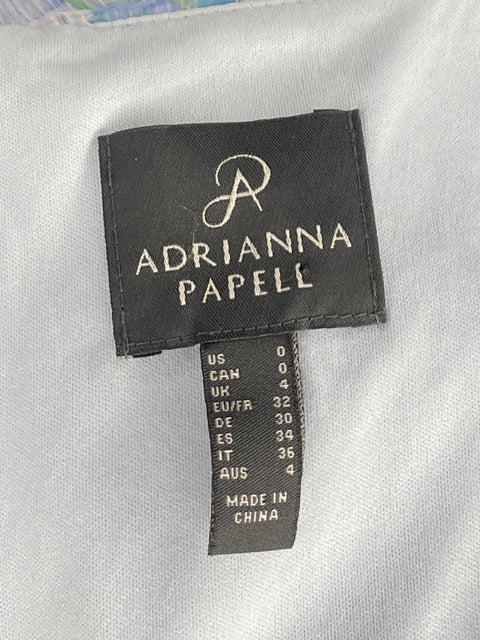 ADRIANNA
PAPELL
US 0
CAN 0
UK 4
EU/FR 32
DE 30
ES 34
IT 36
AUS 4
MADE IN
CHINA